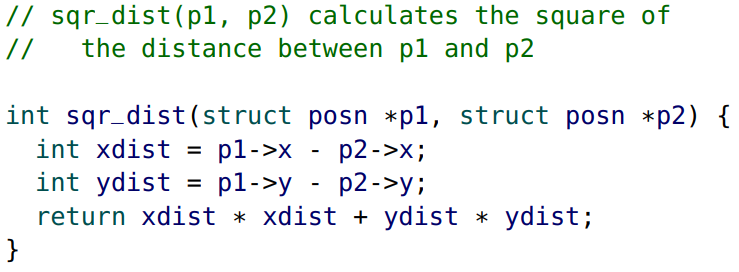 // sqr_dist(p1, p2) calculates the square of
//   the distance between p1 and p2

int sqr_dist(struct posn *p1, struct posn *p2) {
  int xdist = p1->x - p2->x;
  int ydist = p1->y - p2->y;
  return xdist * xdist + ydist * ydist;
}